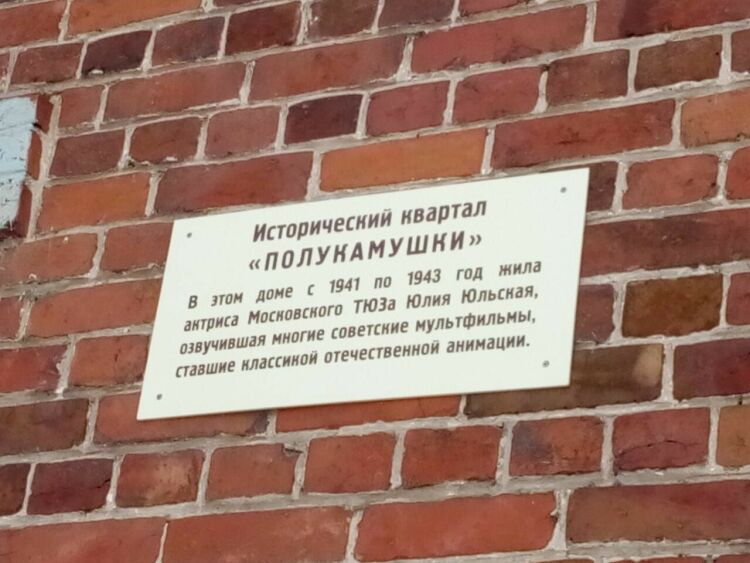 Исторический квартал
«ПОЛУКАМУШКИ»
В этом доме с 1941 по 1943 год жила
актриса Московского ТЮЗа Юлия Юльская,
озвучившая многие советские мультфильмы,
ставшие классикой отечественной анимации.